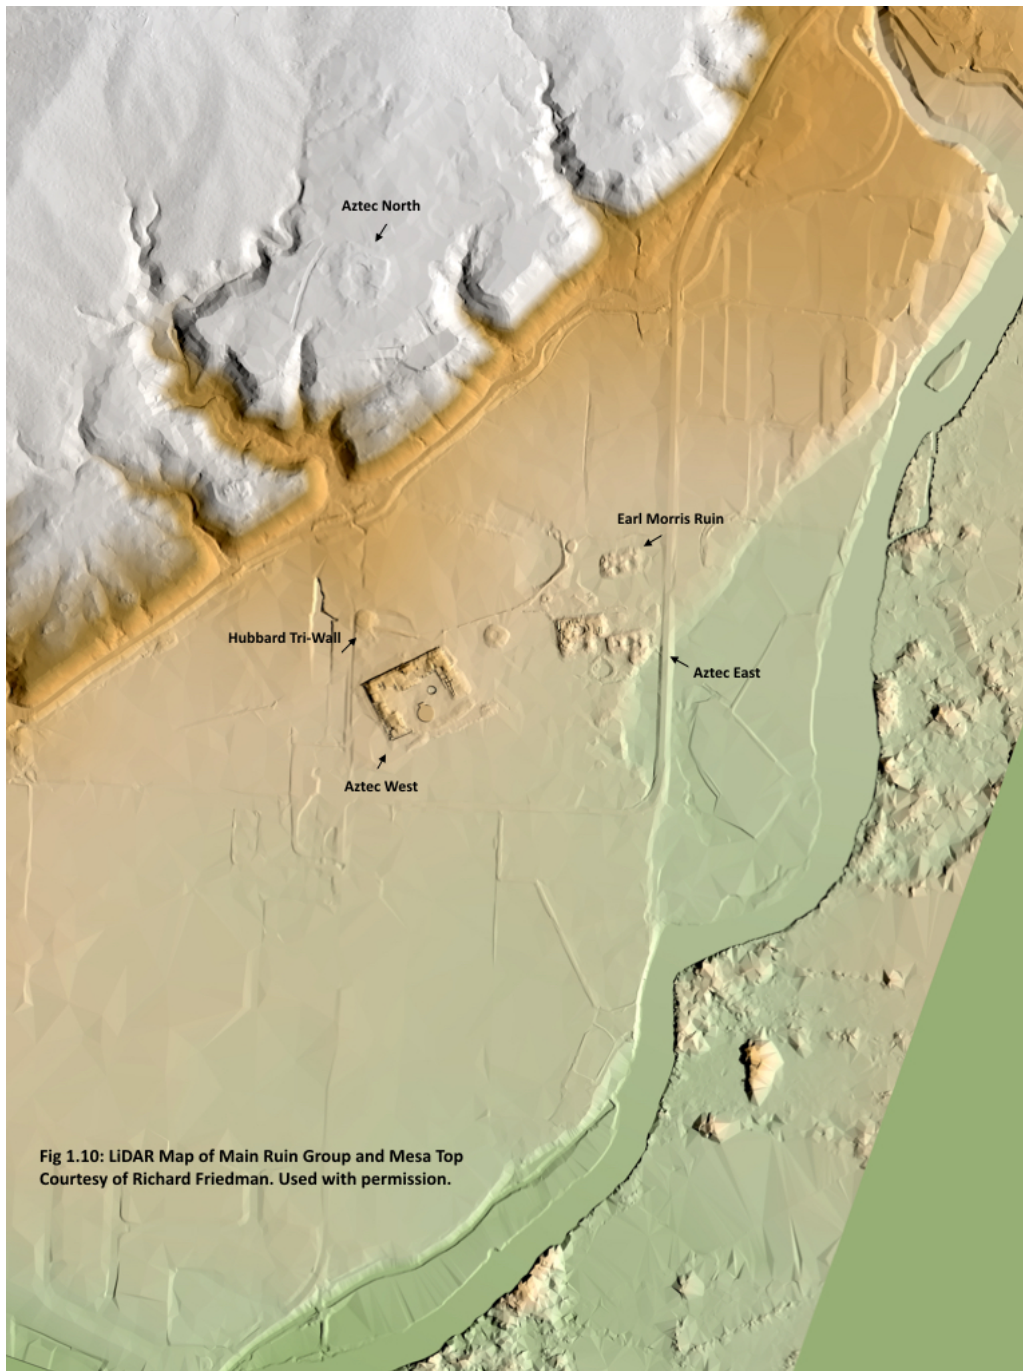 Aztec North
Earl Morris Ruin
Hubbard Tri-Wall
Aztec East
Aztec West
Fig 1.10: LiDAR Map of Main Ruin Group and Mesa Top
Courtesy of Richard Friedman. Used with permission.